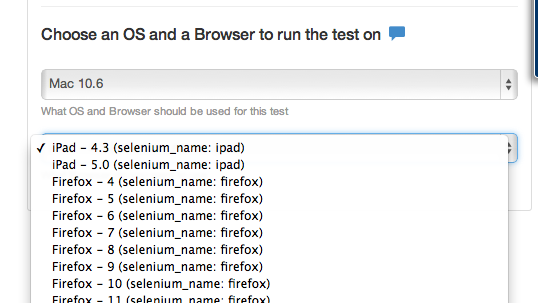 Choose an OS and a Browser to run the test on
Mac 10.6
What OS and Browser should be used for this test
✓ iPad – 4.3 (selenium_name: ipad)
iPad – 5.0 (selenium_name: ipad)
Firefox – 4 (selenium_name: firefox)
Firefox – 5 (selenium_name: firefox)
Firefox – 6 (selenium_name: firefox)
Firefox – 7 (selenium_name: firefox)
Firefox – 8 (selenium_name: firefox)
Firefox – 9 (selenium_name: firefox)
Firefox – 10 (selenium_name: firefox)
Firefox – 11 (selenium_name: firefox)